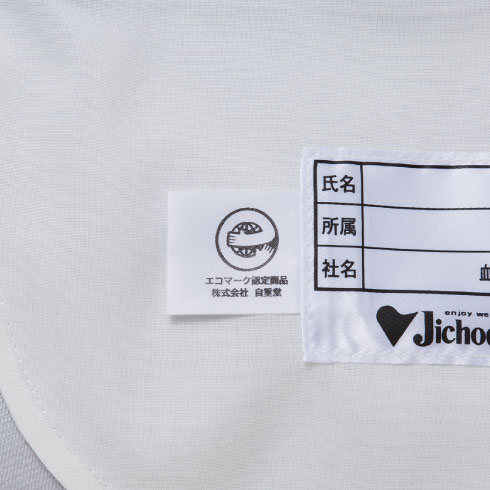 エコマーク認定商品
株式会社 自重堂
氏名
所属
社名
血
enjoy we
Jichod